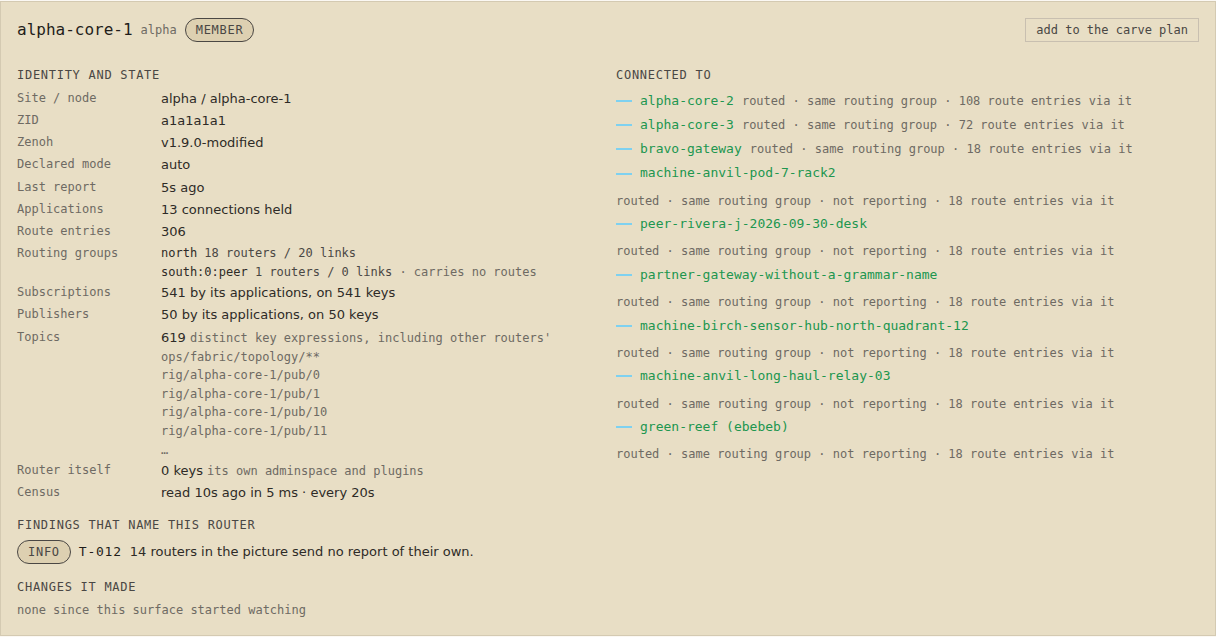 alpha-core-1 alpha MEMBER
add to the carve plan
IDENTITY AND STATE
Site / node alpha / alpha-core-1
ZID a1a1a1a1
Zenoh v1.9.0-modified
Declared mode auto
Last report 5s ago
Applications 13 connections held
Route entries 306
Routing groups north 18 routers / 20 links
south:0:peer 1 routers / 0 links · carries no routes
Subscriptions 541 by its applications, on 541 keys
Publishers 50 by its applications, on 50 keys
Topics 619 distinct key expressions, including other routers'
ops/fabric/topology/**
rig/alpha-core-1/pub/0
rig/alpha-core-1/pub/1
rig/alpha-core-1/pub/10
rig/alpha-core-1/pub/11
…
Router itself 0 keys its own adminspace and plugins
Census read 10s ago in 5 ms · every 20s
CONNECTED TO
alpha-core-2 routed · same routing group · 108 route entries via it
alpha-core-3 routed · same routing group · 72 route entries via it
bravo-gateway routed · same routing group · 18 route entries via it
machine-anvil-pod-7-rack2
routed · same routing group · not reporting · 18 route entries via it
peer-rivera-j-2026-09-30-desk
routed · same routing group · not reporting · 18 route entries via it
partner-gateway-without-a-grammar-name
routed · same routing group · not reporting · 18 route entries via it
machine-birch-sensor-hub-north-quadrant-12
routed · same routing group · not reporting · 18 route entries via it
machine-anvil-long-haul-relay-03
routed · same routing group · not reporting · 18 route entries via it
green-reef (ebebeb)
routed · same routing group · not reporting · 18 route entries via it
FINDINGS THAT NAME THIS ROUTER
INFO T-012 14 routers in the picture send no report of their own.
CHANGES IT MADE
none since this surface started watching